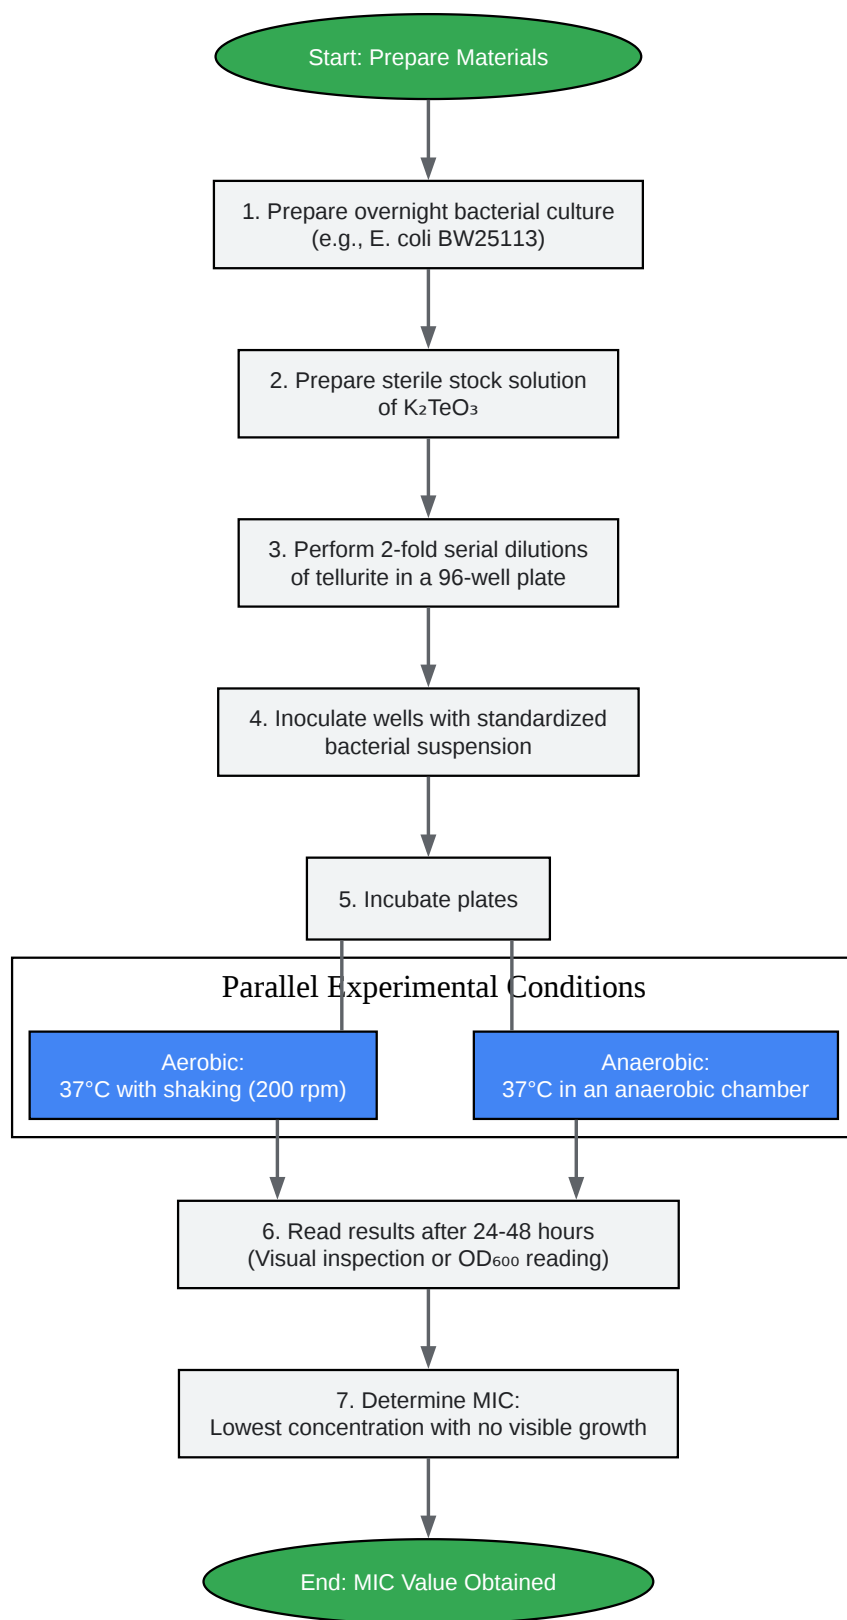 Start: Prepare Materials
1. Prepare overnight bacterial culture
(e.g., E. coli BW25113)
2. Prepare sterile stock solution
of K₂TeO₃
3. Perform 2-fold serial dilutions
of tellurite in a 96-well plate
4. Inoculate wells with standardized
bacterial suspension
5. Incubate plates
Parallel Experimental Conditions
Aerobic:
37°C with shaking (200 rpm)
Anaerobic:
37°C in an anaerobic chamber
6. Read results after 24-48 hours
(Visual inspection or OD₆₀₀ reading)
7. Determine MIC:
Lowest concentration with no visible growth
End: MIC Value Obtained